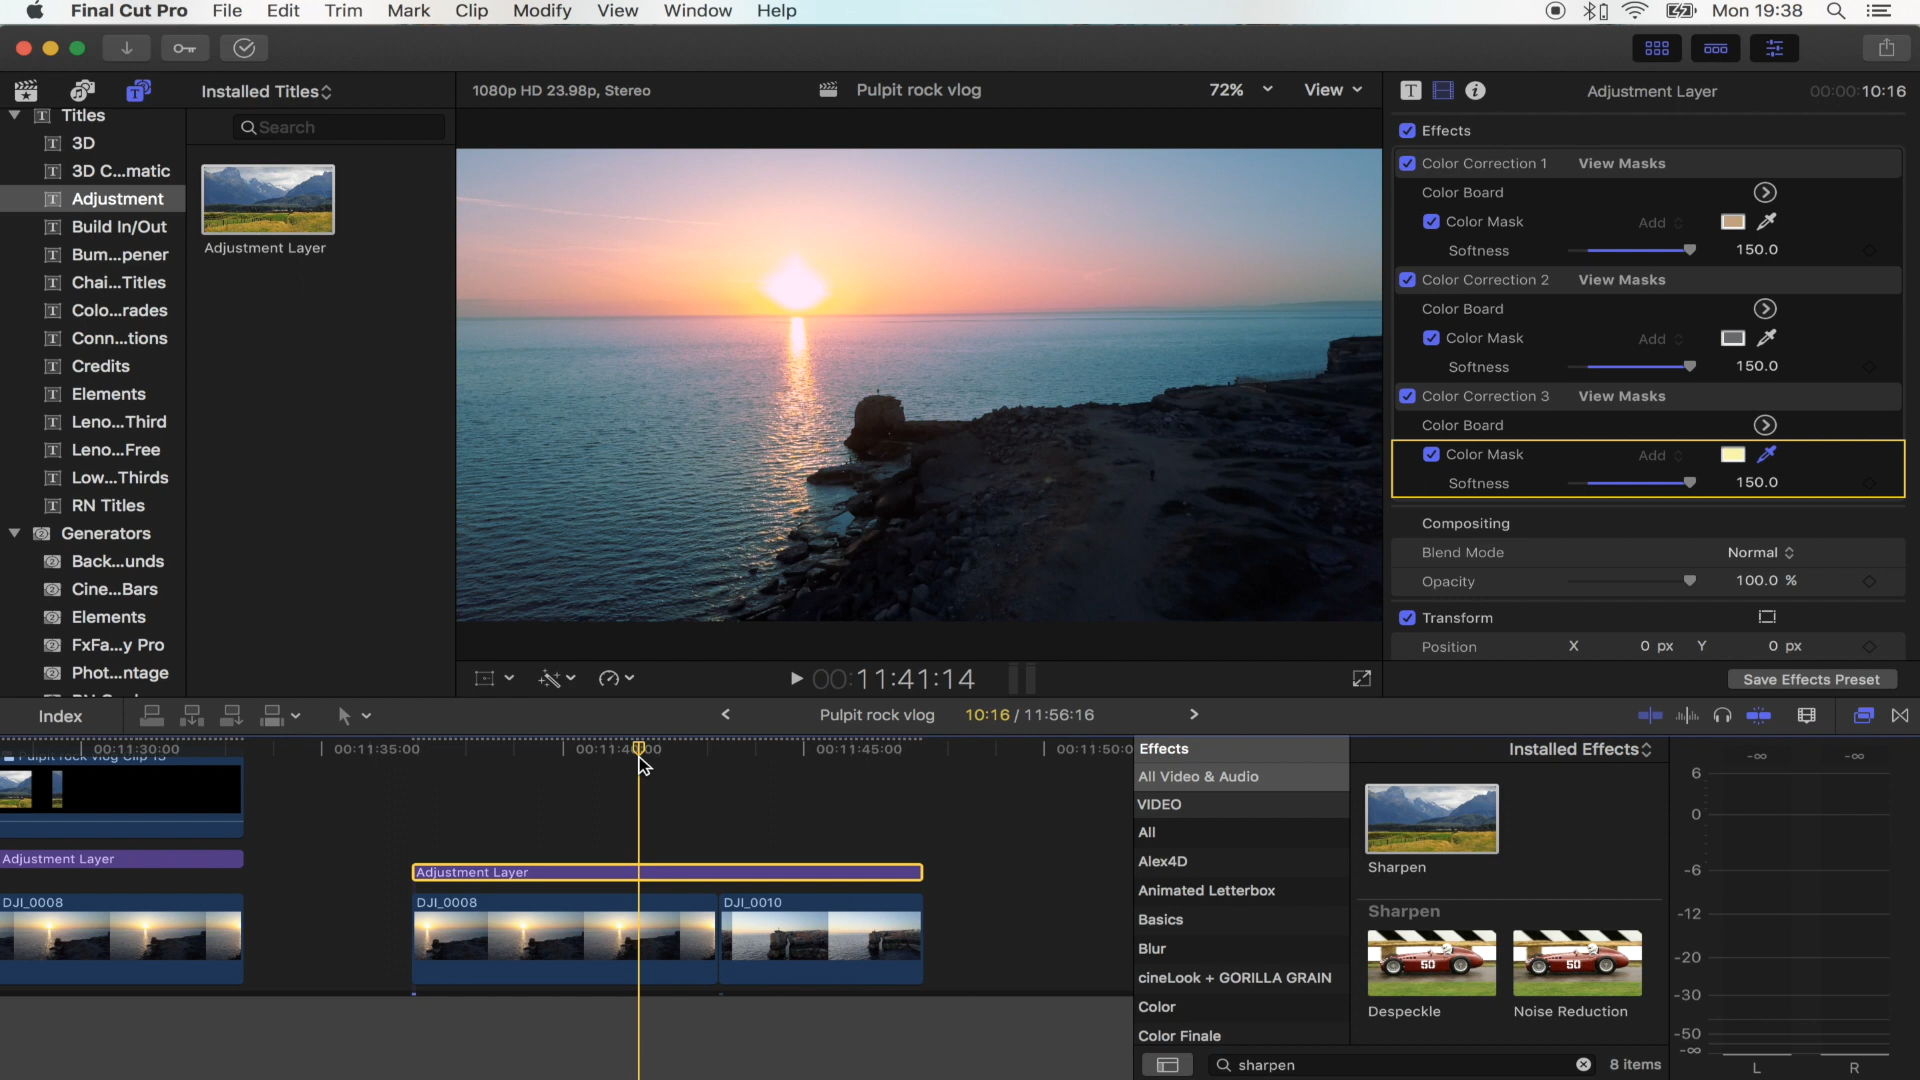 Final Cut Pro File Edit Trim Mark Clip Modify View Window Help Mon 19:38
Installed Titles
1080p HD 23.98p, Stereo
Pulpit rock vlog
72%
View
Adjustment Layer
00:00:10:16
Titles
3D
3D C...matic
Adjustment
Build In/Out
Bum...pener
Chai...Titles
Colo...rades
Conn...tions
Credits
Elements
Leno...Third
Leno...Free
Low...Thirds
RN Titles
Generators
Back...unds
Cine...Bars
Elements
FxFa...y Pro
Phot...ntage
Search
Adjustment Layer
Effects
Color Correction 1 View Masks
Color Board
Color Mask Add
Softness 150.0
Color Correction 2 View Masks
Color Board
Color Mask Add
Softness 150.0
Color Correction 3 View Masks
Color Board
Color Mask Add
Softness 150.0
Compositing
Blend Mode Normal
Opacity 100.0 %
Transform
Position X 0 px Y 0 px
Save Effects Preset
00:11:41:14
Index
Pulpit rock vlog 10:16 / 11:56:16
00:11:30:00 00:11:35:00 00:11:40:00 00:11:45:00 00:11:50:0
Pulpit rock vlog Clip 13
Adjustment Layer
Adjustment Layer
DJI_0008
DJI_0008
DJI_0010
Effects
All Video & Audio
VIDEO
All
Alex4D
Animated Letterbox
Basics
Blur
cineLook + GORILLA GRAIN
Color
Color Finale
Installed Effects
Sharpen
Sharpen
50
50
Despeckle
Noise Reduction
sharpen
8 items
-∞ -∞
6
0
-6
-12
-20
-30
-50
-∞
L R